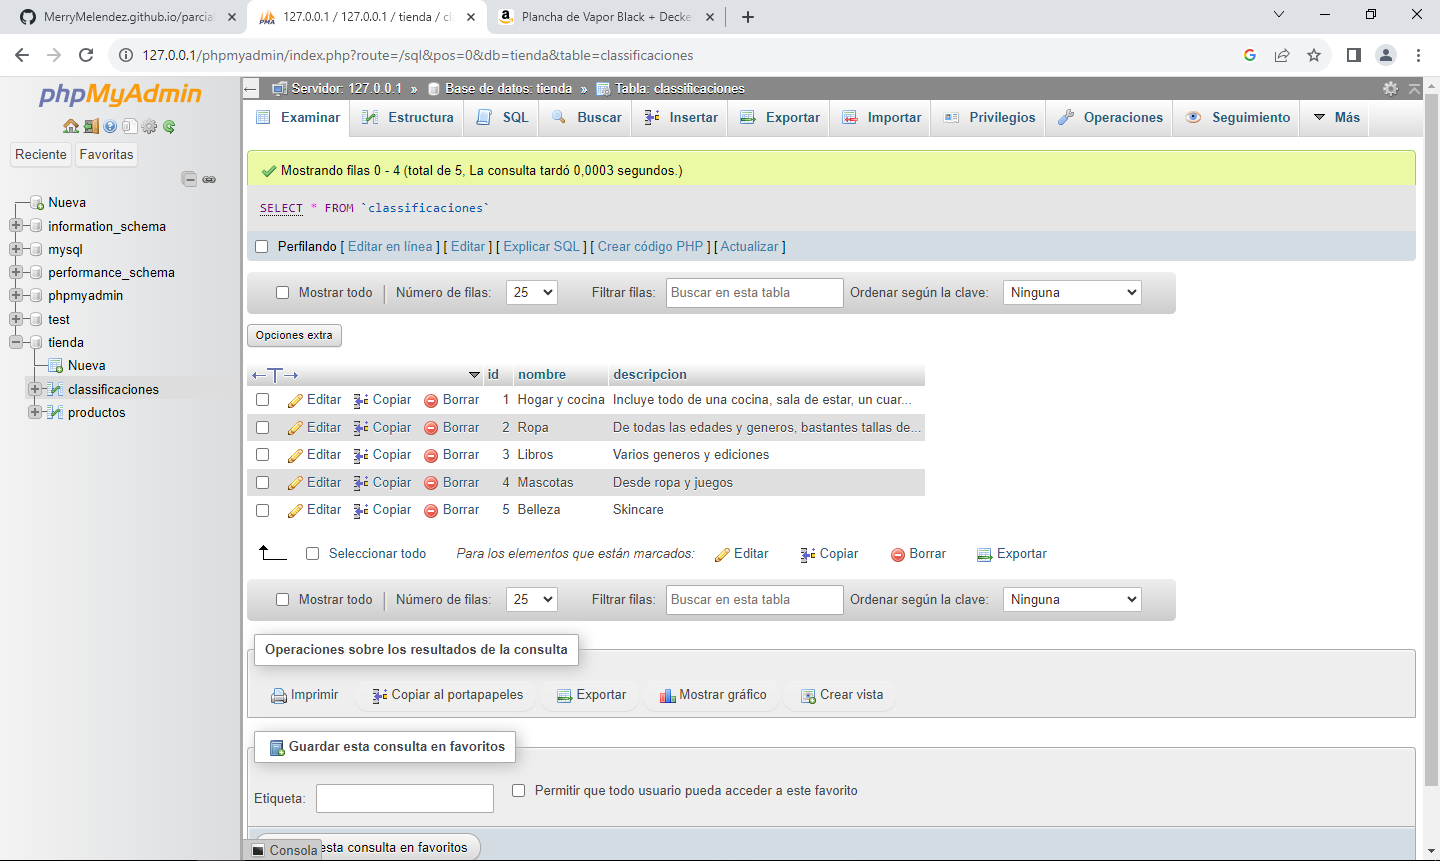 MerryMelendez.github.io/parcia
127.0.0.1 / 127.0.0.1 / tienda / cl
Plancha de Vapor Black + Decke
127.0.0.1/phpmyadmin/index.php?route=/sql&pos=0&db=tienda&table=classificaciones
phpMyAdmin
Reciente Favoritas
Nueva
information_schema
mysql
performance_schema
phpmyadmin
test
tienda
Nueva
classificaciones
productos
Servidor: 127.0.0.1 » Base de datos: tienda » Tabla: classificaciones
Examinar Estructura SQL Buscar Insertar Exportar Importar Privilegios Operaciones Seguimiento Más
Mostrando filas 0 - 4 (total de 5, La consulta tardó 0,0003 segundos.)
SELECT * FROM `classificaciones`
Perfilando [ Editar en línea ] [ Editar ] [ Explicar SQL ] [ Crear código PHP ] [ Actualizar ]
Mostrar todo Número de filas: 25 Filtrar filas: Buscar en esta tabla Ordenar según la clave: Ninguna
Opciones extra
id nombre descripcion
Editar Copiar Borrar 1 Hogar y cocina Incluye todo de una cocina, sala de estar, un cuar...
Editar Copiar Borrar 2 Ropa De todas las edades y generos, bastantes tallas de...
Editar Copiar Borrar 3 Libros Varios generos y ediciones
Editar Copiar Borrar 4 Mascotas Desde ropa y juegos
Editar Copiar Borrar 5 Belleza Skincare
Seleccionar todo Para los elementos que están marcados: Editar Copiar Borrar Exportar
Mostrar todo Número de filas: 25 Filtrar filas: Buscar en esta tabla Ordenar según la clave: Ninguna
Operaciones sobre los resultados de la consulta
Imprimir Copiar al portapapeles Exportar Mostrar gráfico Crear vista
Guardar esta consulta en favoritos
Etiqueta: Permitir que todo usuario pueda acceder a este favorito
Consola esta consulta en favoritos